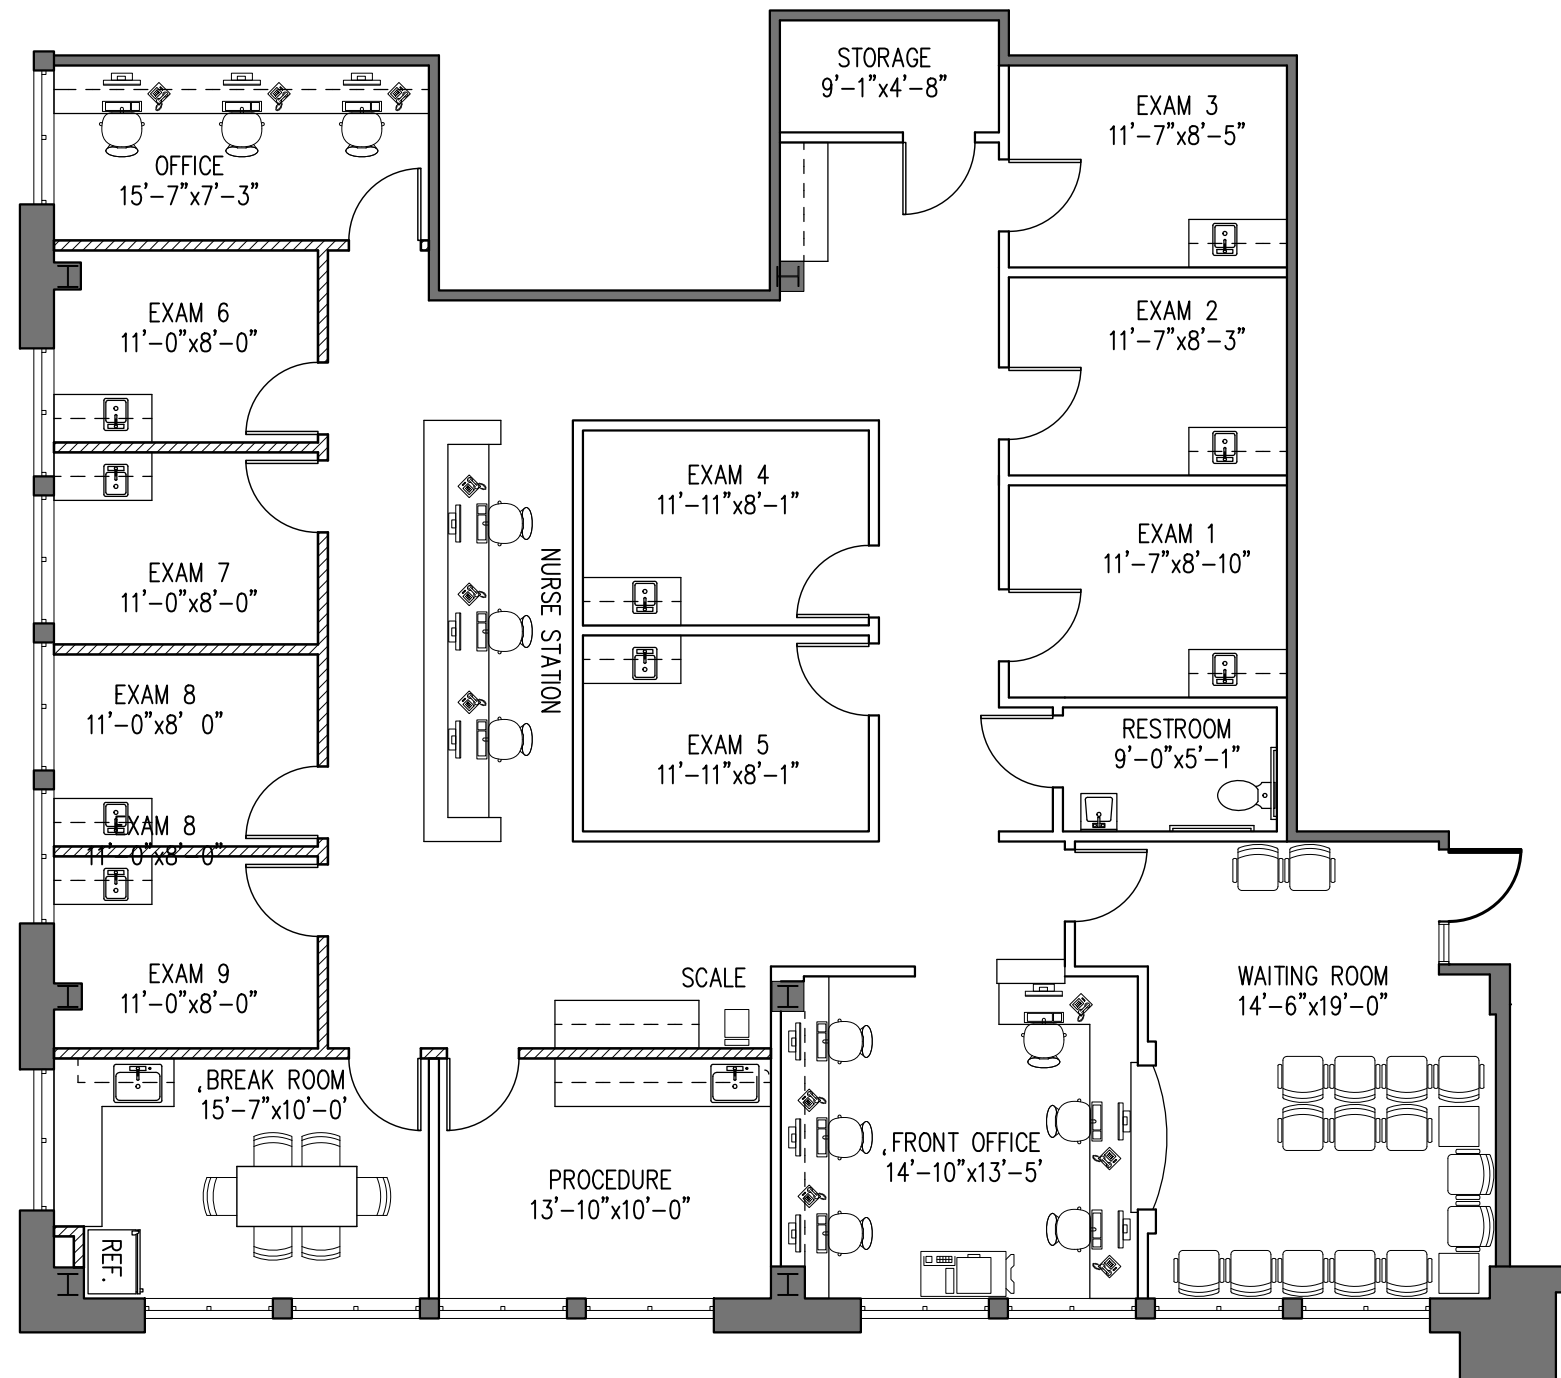 STORAGE
9'-1"x4'-8"
EXAM 3
11'-7"x8'-5"
OFFICE
15'-7"x7'-3"
EXAM 6
11'-0"x8'-0"
EXAM 2
11'-7"x8'-3"
EXAM 4
11'-11"x8'-1"
EXAM 1
11'-7"x8'-10"
EXAM 7
11'-0"x8'-0"
NURSE STATION
EXAM 8
11'-0"x8' 0"
EXAM 5
11'-11"x8'-1"
RESTROOM
9'-0"x5'-1"
EXAM 8
11'-0"x8'-0"
EXAM 9
11'-0"x8'-0"
SCALE
WAITING ROOM
14'-6"x19'-0"
BREAK ROOM
15'-7"x10'-0'
PROCEDURE
13'-10"x10'-0"
FRONT OFFICE
14'-10"x13'-5'
REF.